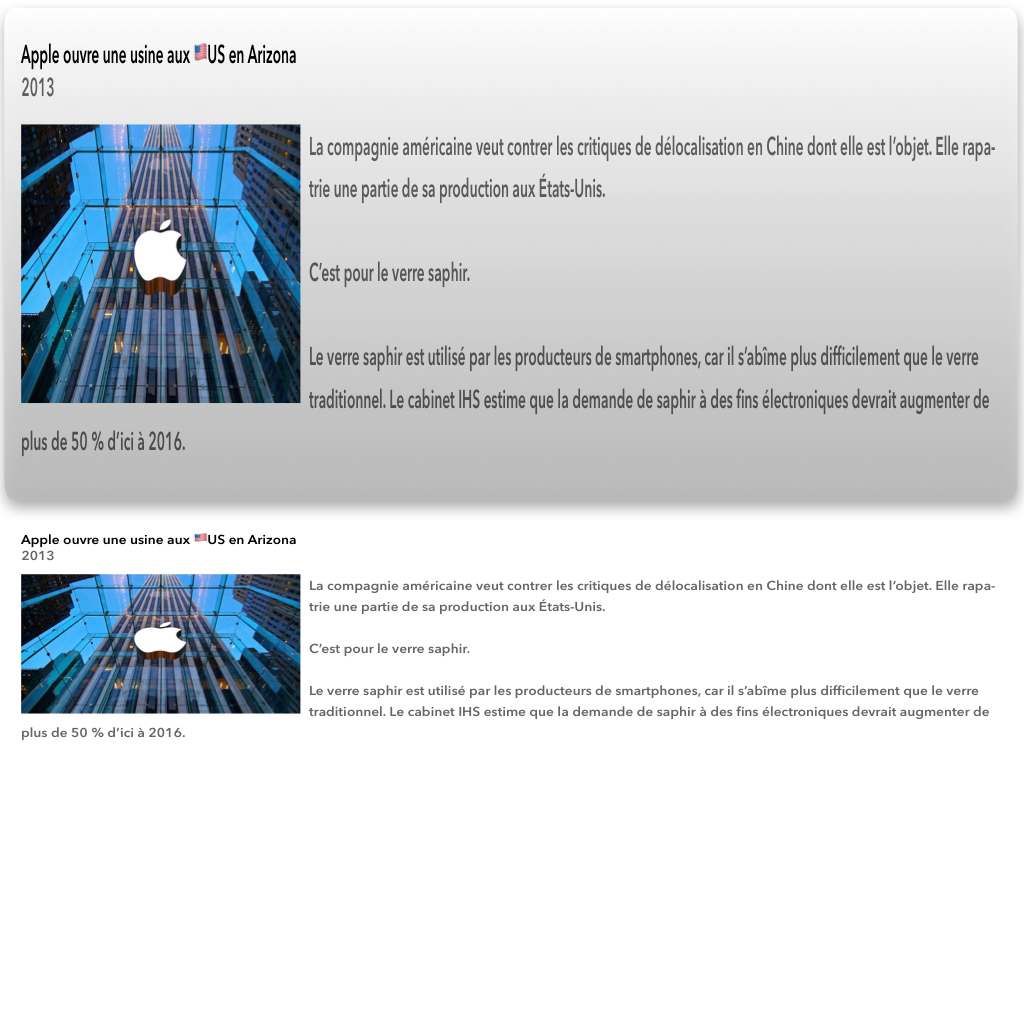 Apple ouvre une usine aux 🇺🇸US en Arizona
2013
La compagnie américaine veut contrer les critiques de délocalisation en Chine dont elle est l’objet. Elle rapa-
trie une partie de sa production aux États-Unis.
C’est pour le verre saphir.
Le verre saphir est utilisé par les producteurs de smartphones, car il s’abîme plus difficilement que le verre
traditionnel. Le cabinet IHS estime que la demande de saphir à des fins électroniques devrait augmenter de
plus de 50 % d’ici à 2016.
Apple ouvre une usine aux 🇺🇸US en Arizona
2013
La compagnie américaine veut contrer les critiques de délocalisation en Chine dont elle est l’objet. Elle rapa-
trie une partie de sa production aux États-Unis.
C’est pour le verre saphir.
Le verre saphir est utilisé par les producteurs de smartphones, car il s’abîme plus difficilement que le verre
traditionnel. Le cabinet IHS estime que la demande de saphir à des fins électroniques devrait augmenter de
plus de 50 % d’ici à 2016.